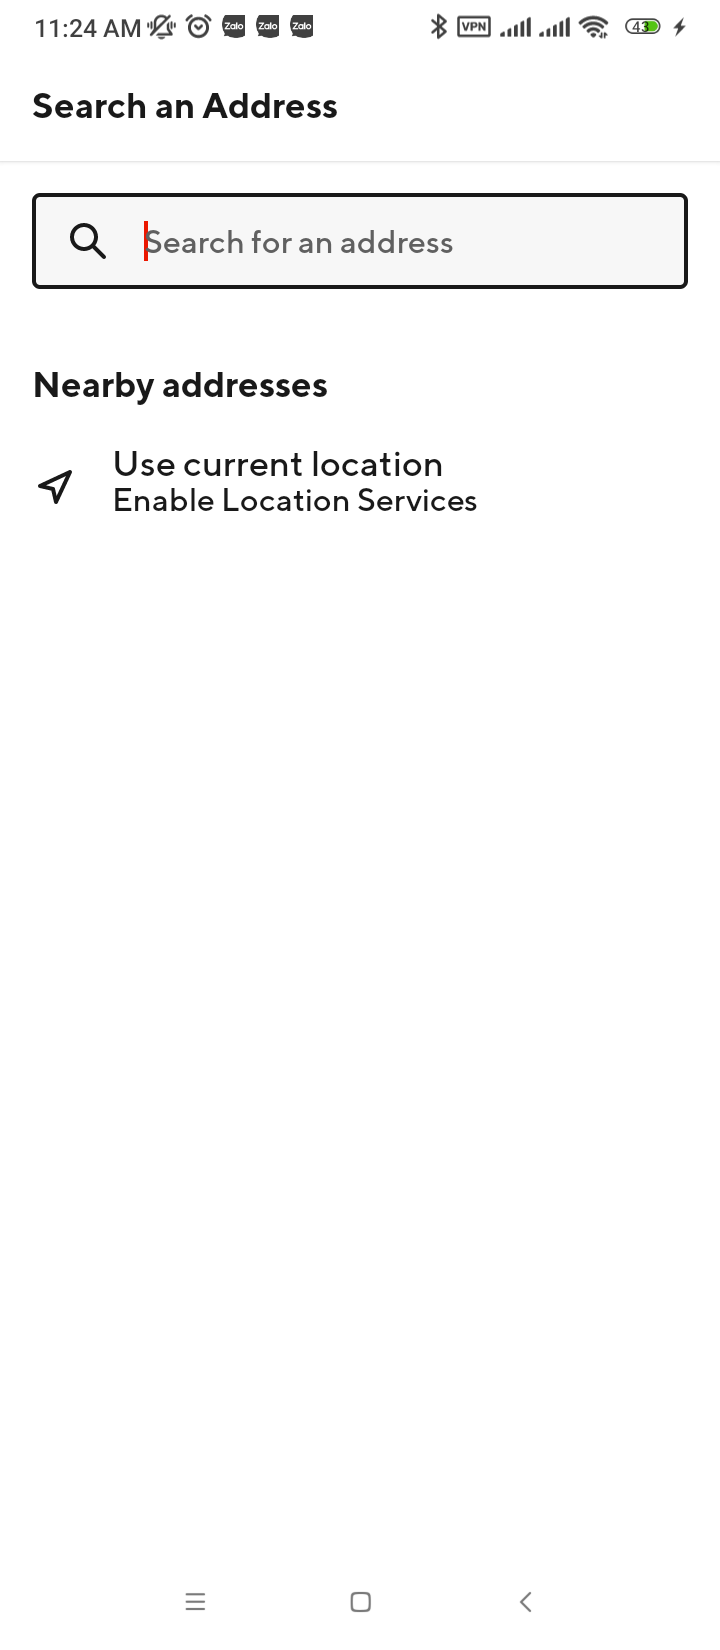 11:24 AM Zalo Zalo Zalo VPN 43
Search an Address
Search for an address
Nearby addresses
Use current location
Enable Location Services